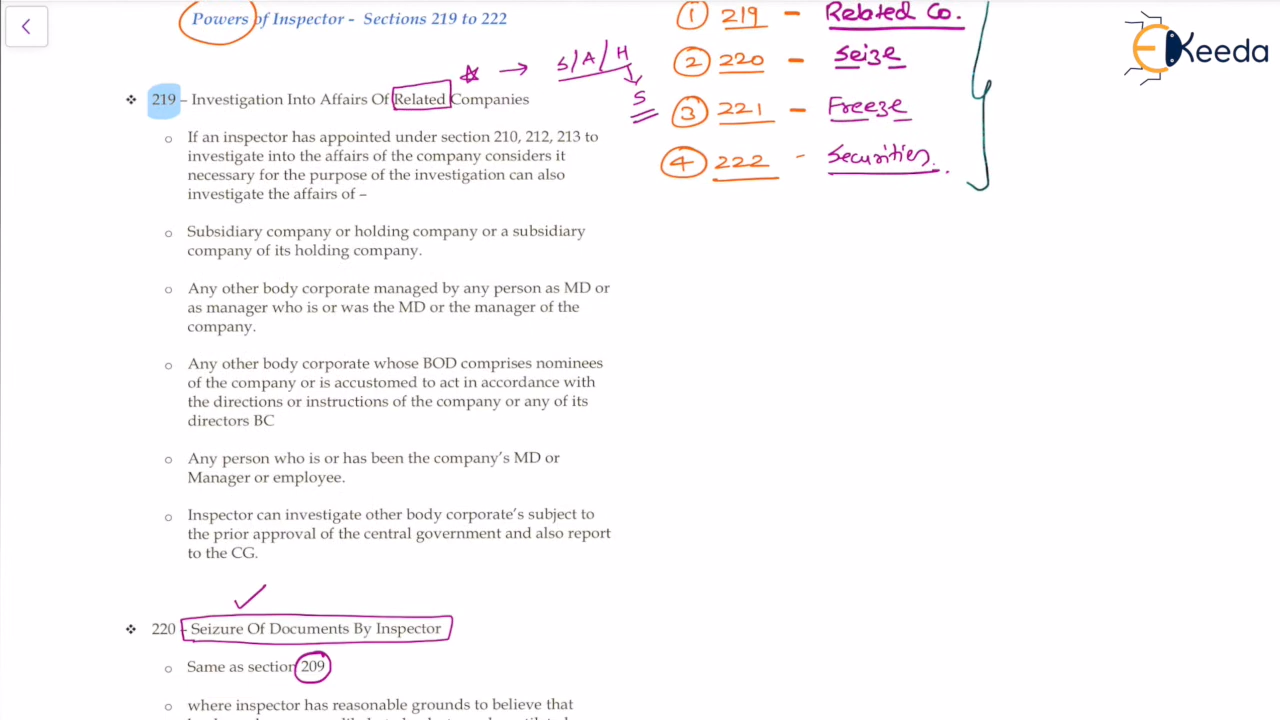 Powers of Inspector - Sections 219 to 222
1 219 - Related Co.
2 220 - Seize
3 221 - Freeze
4 222 - Securities.
EKeeda
S/A/H
S
219 – Investigation Into Affairs Of Related Companies
If an inspector has appointed under section 210, 212, 213 to
investigate into the affairs of the company considers it
necessary for the purpose of the investigation can also
investigate the affairs of –
Subsidiary company or holding company or a subsidiary
company of its holding company.
Any other body corporate managed by any person as MD or
as manager who is or was the MD or the manager of the
company.
Any other body corporate whose BOD comprises nominees
of the company or is accustomed to act in accordance with
the directions or instructions of the company or any of its
directors BC
Any person who is or has been the company's MD or
Manager or employee.
Inspector can investigate other body corporate's subject to
the prior approval of the central government and also report
to the CG.
220 – Seizure Of Documents By Inspector
Same as section 209
where inspector has reasonable grounds to believe that